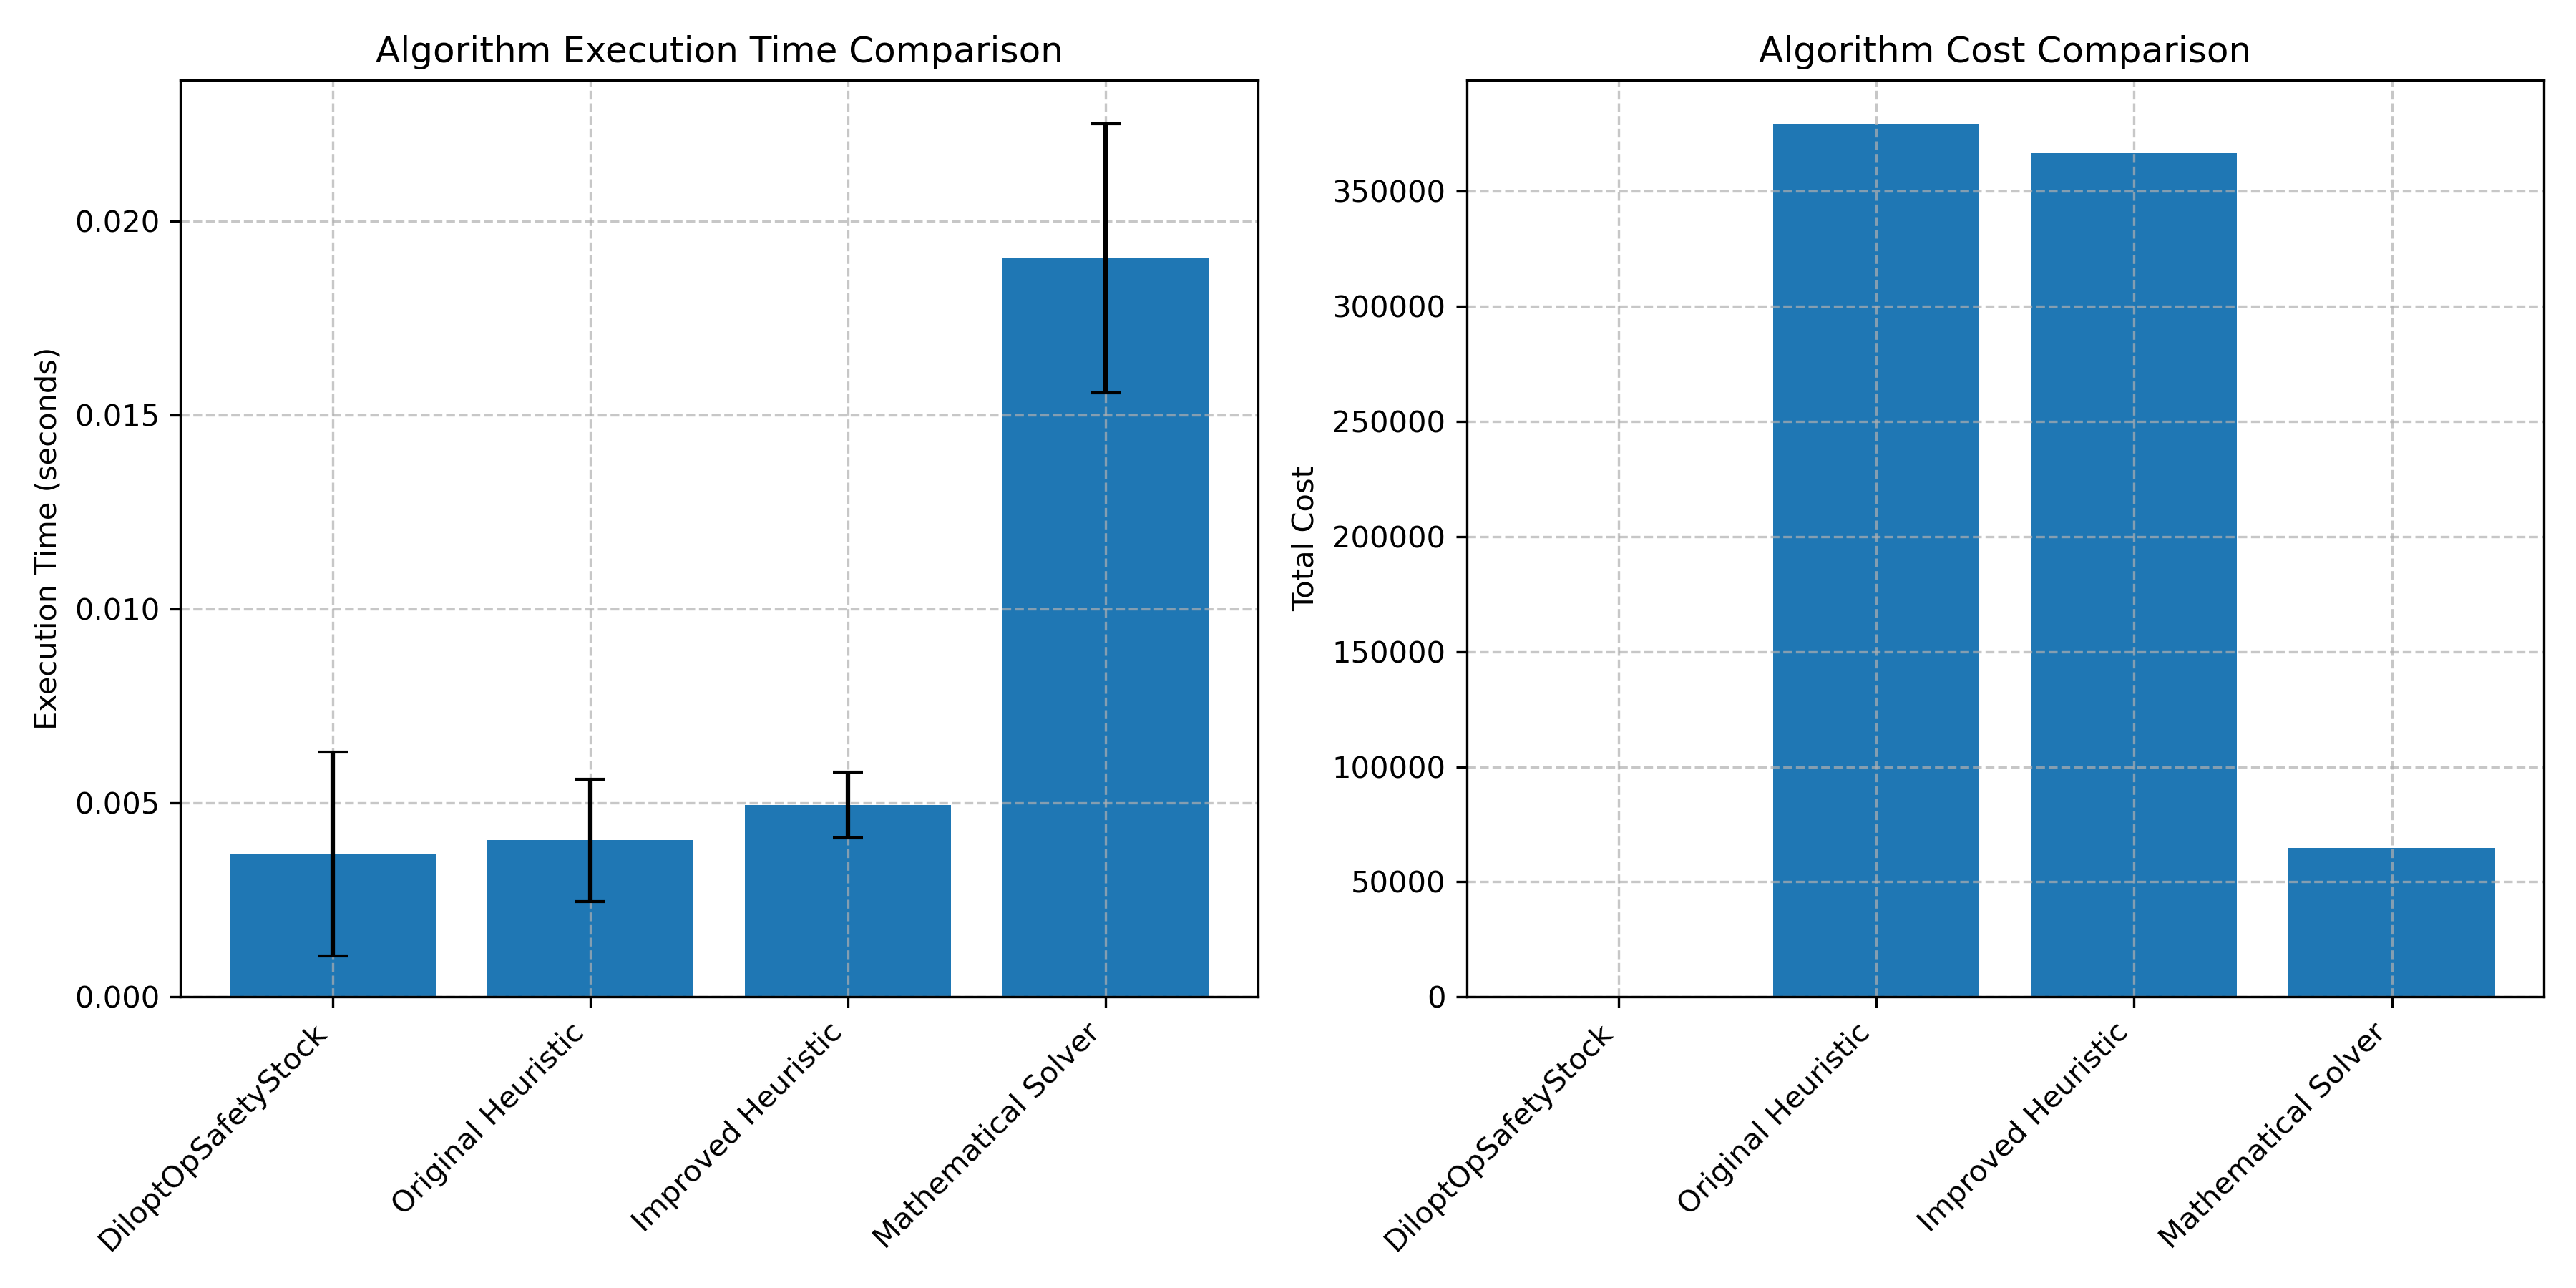 Algorithm Execution Time Comparison
Execution Time (seconds)
0.020
0.015
0.010
0.005
0.000
DiloptOpSafetyStock
Original Heuristic
Improved Heuristic
Mathematical Solver
Algorithm Cost Comparison
Total Cost
350000
300000
250000
200000
150000
100000
50000
0
DiloptOpSafetyStock
Original Heuristic
Improved Heuristic
Mathematical Solver